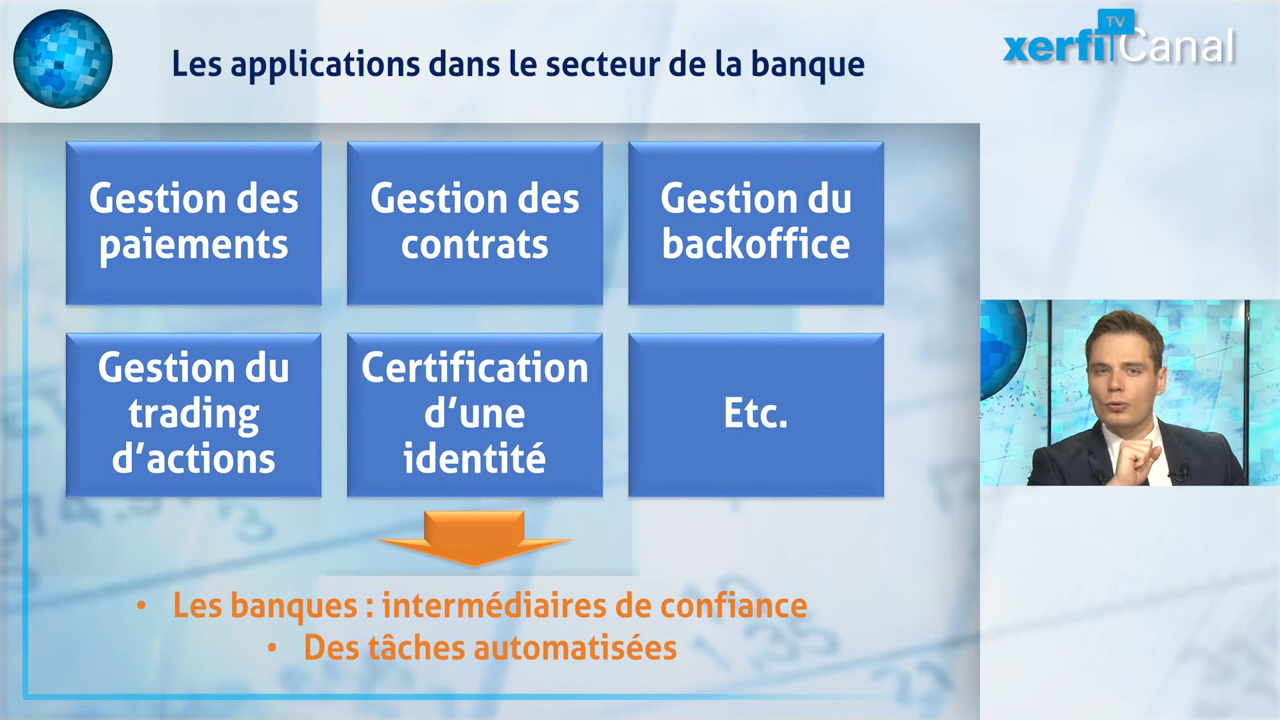 Les applications dans le secteur de la banque
xerfi TV Canal
Gestion des
paiements
Gestion des
contrats
Gestion du
backoffice
Gestion du
trading
d'actions
Certification
d'une
identité
Etc.
• Les banques : intermédiaires de confiance
• Des tâches automatisées